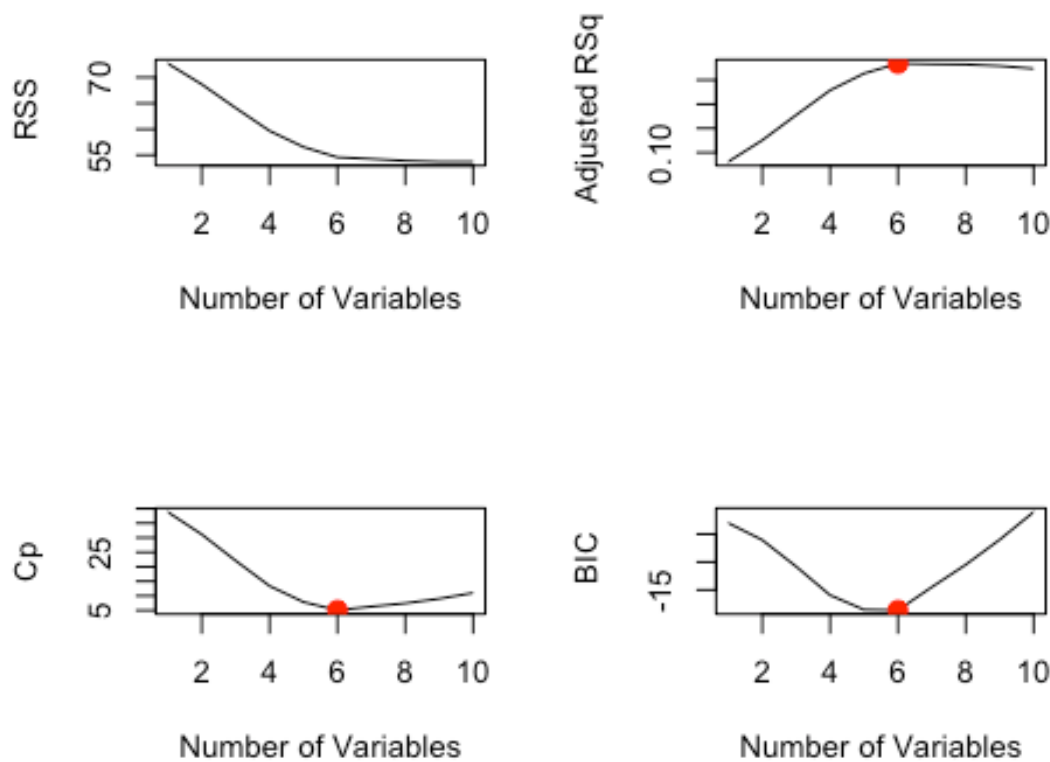 RSS
70
55
2 4 6 8 10
Number of Variables
Adjusted RSq
0.10
2 4 6 8 10
Number of Variables
Cp
25
5
2 4 6 8 10
Number of Variables
BIC
-15
2 4 6 8 10
Number of Variables